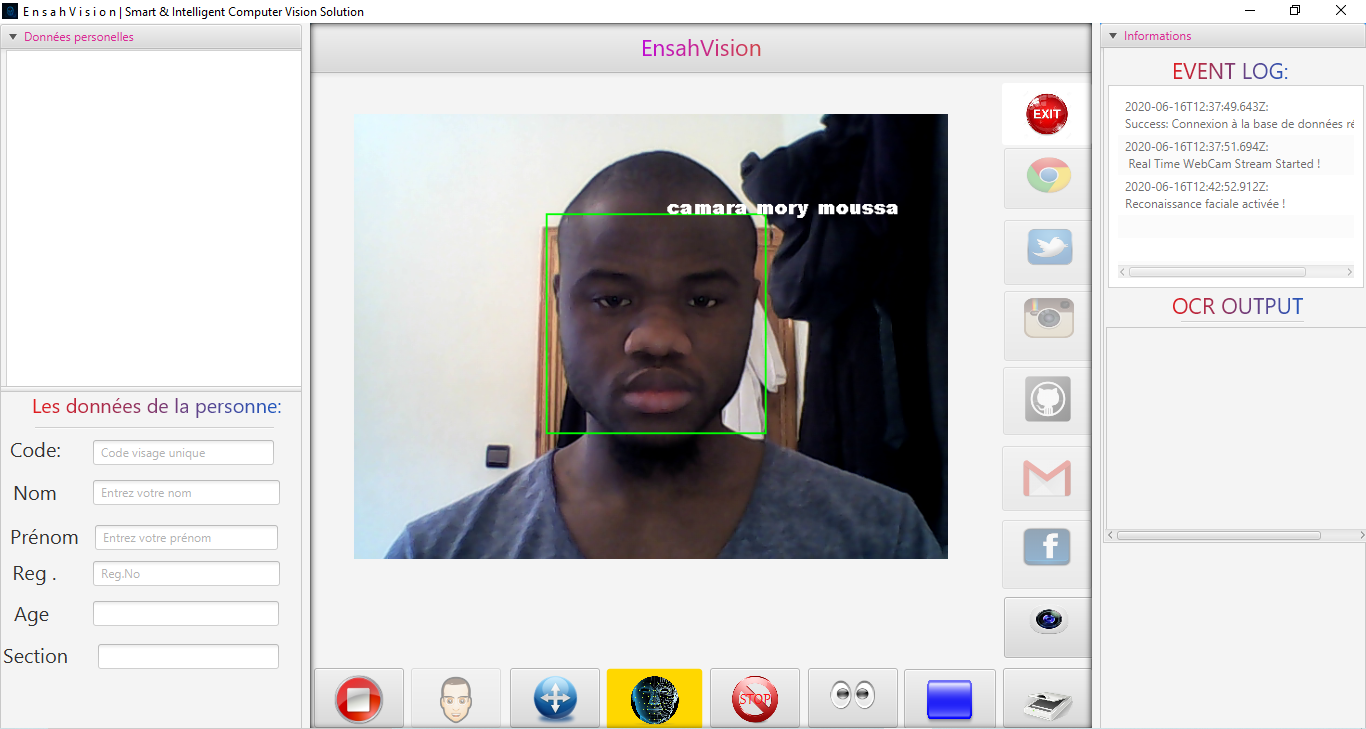 E n s a h V i s i o n | Smart & Intelligent Computer Vision Solution
Données personelles
EnsahVision
Informations
EVENT LOG:
2020-06-16T12:37:49.643Z:
Success: Connexion à la base de données ré
2020-06-16T12:37:51.694Z:
Real Time WebCam Stream Started !
2020-06-16T12:42:52.912Z:
Reconaissance faciale activée !
OCR OUTPUT
EXIT
camara mory moussa
Les données de la personne:
Code:
Code visage unique
Nom
Entrez votre nom
Prénom
Entrez votre prénom
Reg .
Reg.No
Age
Section
STOP